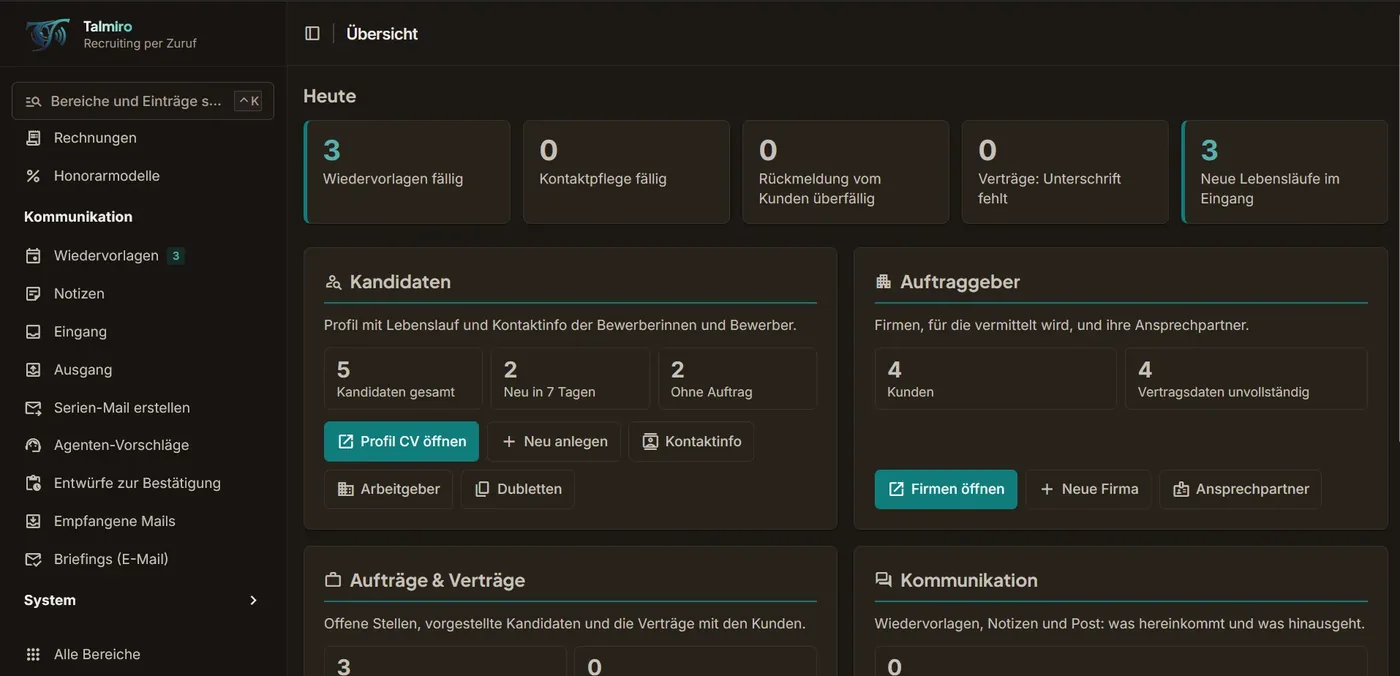 Talmiro
Recruiting per Zuruf
Bereiche und Einträge s... ^ K
Rechnungen
Honorarmodelle
Kommunikation
Wiedervorlagen 3
Notizen
Eingang
Ausgang
Serien-Mail erstellen
Agenten-Vorschläge
Entwürfe zur Bestätigung
Empfangene Mails
Briefings (E-Mail)
System
Alle Bereiche
Übersicht
Heute
3
Wiedervorlagen fällig
0
Kontaktpflege fällig
0
Rückmeldung vom
Kunden überfällig
0
Verträge: Unterschrift
fehlt
3
Neue Lebensläufe im
Eingang
Kandidaten
Profil mit Lebenslauf und Kontaktinfo der Bewerberinnen und Bewerber.
5
Kandidaten gesamt
2
Neu in 7 Tagen
2
Ohne Auftrag
Profil CV öffnen
+ Neu anlegen
Kontaktinfo
Arbeitgeber
Dubletten
Auftraggeber
Firmen, für die vermittelt wird, und ihre Ansprechpartner.
4
Kunden
4
Vertragsdaten unvollständig
Firmen öffnen
+ Neue Firma
Ansprechpartner
Aufträge & Verträge
Offene Stellen, vorgestellte Kandidaten und die Verträge mit den Kunden.
3
0
Kommunikation
Wiedervorlagen, Notizen und Post: was hereinkommt und was hinausgeht.
0